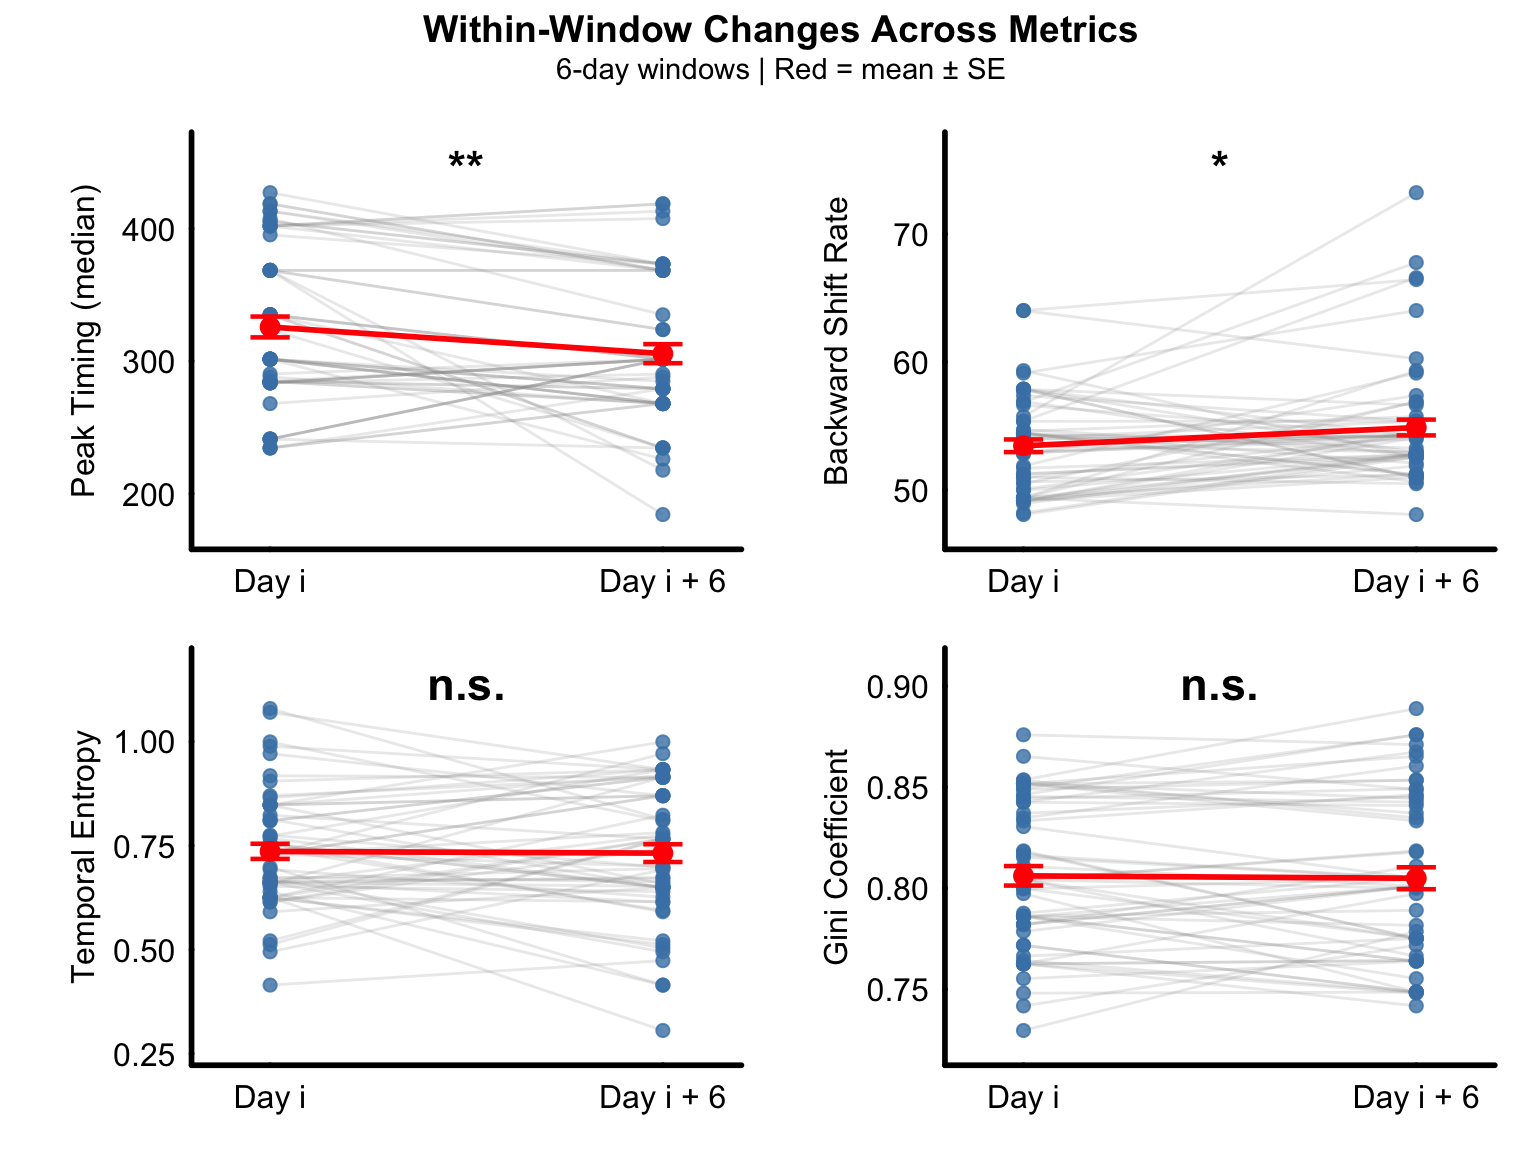 Within-Window Changes Across Metrics
6-day windows | Red = mean ± SE
**
Peak Timing (median)
400
300
200
Day i
Day i + 6
*
Backward Shift Rate
70
60
50
Day i
Day i + 6
n.s.
Temporal Entropy
1.00
0.75
0.50
0.25
Day i
Day i + 6
n.s.
Gini Coefficient
0.90
0.85
0.80
0.75
Day i
Day i + 6